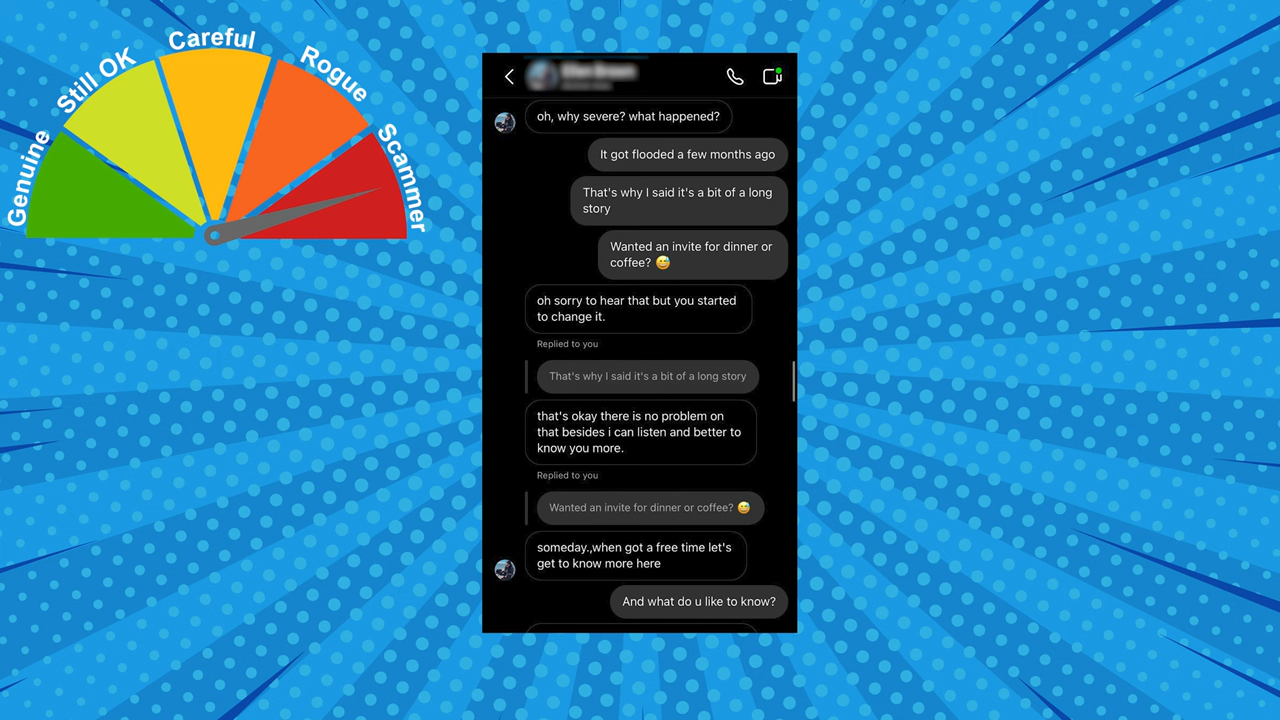 Genuine
Still OK
Careful
Rogue
Scammer
oh, why severe? what happened?
It got flooded a few months ago
That's why I said it's a bit of a long
story
Wanted an invite for dinner or
coffee? 😅
oh sorry to hear that but you started
to change it.
Replied to you
That's why I said it's a bit of a long story
that's okay there is no problem on
that besides i can listen and better to
know you more.
Replied to you
Wanted an invite for dinner or coffee? 😅
someday.,when got a free time let's
get to know more here
And what do u like to know?